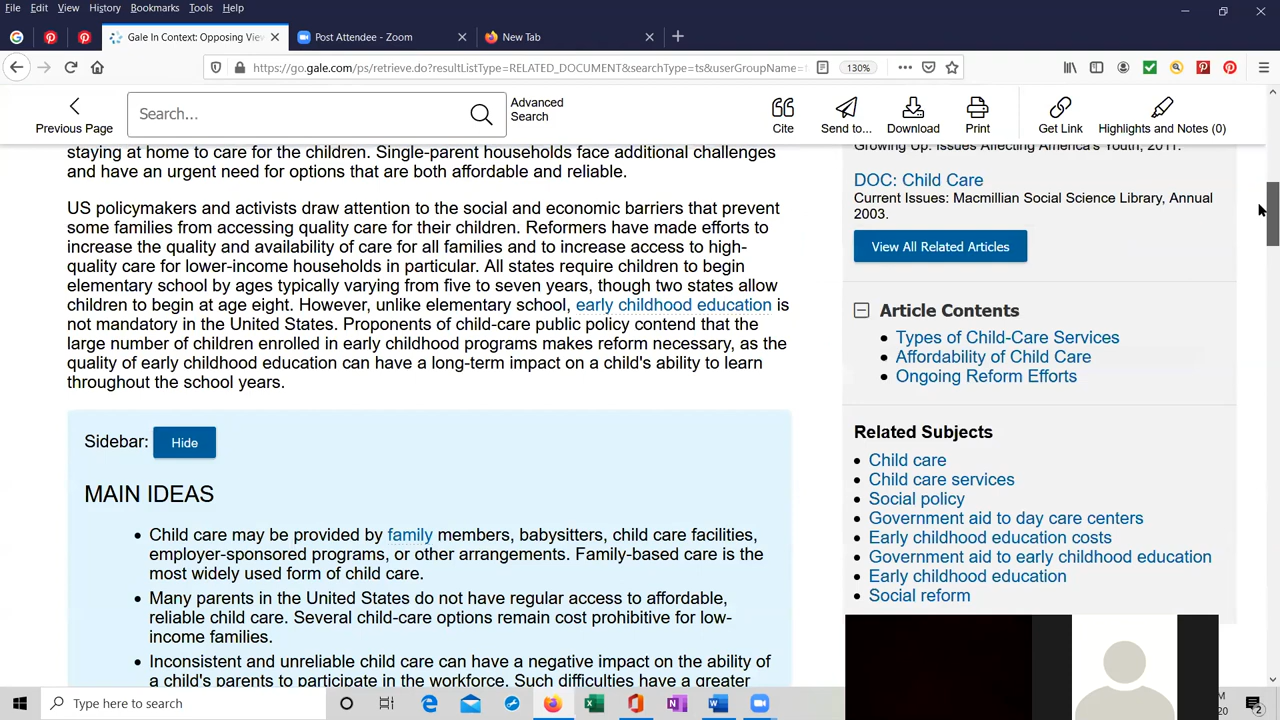 File Edit View History Bookmarks Tools Help
Gale In Context: Opposing View
Post Attendee - Zoom
New Tab
https://go.gale.com/ps/retrieve.do?resultListType=RELATED_DOCUMENT&searchType=ts&userGroupName=
130%
Previous Page
Search...
Advanced
Search
Cite
Send to...
Download
Print
Get Link
Highlights and Notes (0)
staying at home to care for the children. Single-parent households face additional challenges
and have an urgent need for options that are both affordable and reliable.
US policymakers and activists draw attention to the social and economic barriers that prevent
some families from accessing quality care for their children. Reformers have made efforts to
increase the quality and availability of care for all families and to increase access to high-
quality care for lower-income households in particular. All states require children to begin
elementary school by ages typically varying from five to seven years, though two states allow
children to begin at age eight. However, unlike elementary school, early childhood education is
not mandatory in the United States. Proponents of child-care public policy contend that the
large number of children enrolled in early childhood programs makes reform necessary, as the
quality of early childhood education can have a long-term impact on a child's ability to learn
throughout the school years.
Sidebar: Hide
MAIN IDEAS
• Child care may be provided by family members, babysitters, child care facilities,
employer-sponsored programs, or other arrangements. Family-based care is the
most widely used form of child care.
• Many parents in the United States do not have regular access to affordable,
reliable child care. Several child-care options remain cost prohibitive for low-
income families.
• Inconsistent and unreliable child care can have a negative impact on the ability of
a child's parents to participate in the workforce. Such difficulties have a greater
Growing Up: Issues Affecting America's Youth, 2011.
DOC: Child Care
Current Issues: Macmillan Social Science Library, Annual
2003.
View All Related Articles
Article Contents
• Types of Child-Care Services
• Affordability of Child Care
• Ongoing Reform Efforts
Related Subjects
• Child care
• Child care services
• Social policy
• Government aid to day care centers
• Early childhood education costs
• Government aid to early childhood education
• Early childhood education
• Social reform
Type here to search
M
20
2